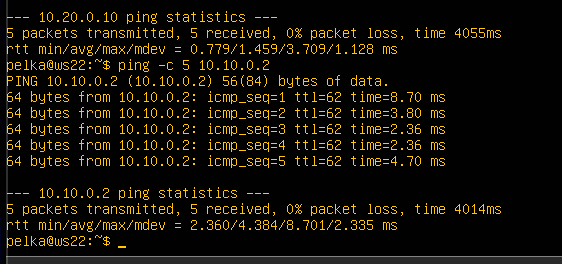 --- 10.20.0.10 ping statistics ---
5 packets transmitted, 5 received, 0% packet loss, time 4055ms
rtt min/avg/max/mdev = 0.779/1.459/3.709/1.128 ms
pelka@ws22:~$ ping -c 5 10.10.0.2
PING 10.10.0.2 (10.10.0.2) 56(84) bytes of data.
64 bytes from 10.10.0.2: icmp_seq=1 ttl=62 time=8.70 ms
64 bytes from 10.10.0.2: icmp_seq=2 ttl=62 time=3.80 ms
64 bytes from 10.10.0.2: icmp_seq=3 ttl=62 time=2.36 ms
64 bytes from 10.10.0.2: icmp_seq=4 ttl=62 time=2.36 ms
64 bytes from 10.10.0.2: icmp_seq=5 ttl=62 time=4.70 ms
--- 10.10.0.2 ping statistics ---
5 packets transmitted, 5 received, 0% packet loss, time 4014ms
rtt min/avg/max/mdev = 2.360/4.384/8.701/2.335 ms
pelka@ws22:~$ _